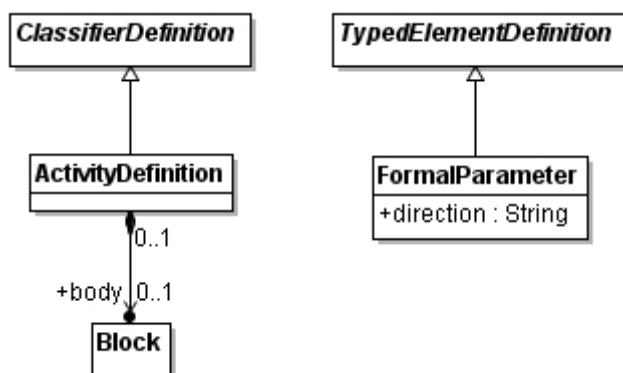 ClassifierDefinition
TypedElementDefinition
ActivityDefinition
FormalParameter
+direction : String
0..1
+body 0..1
Block